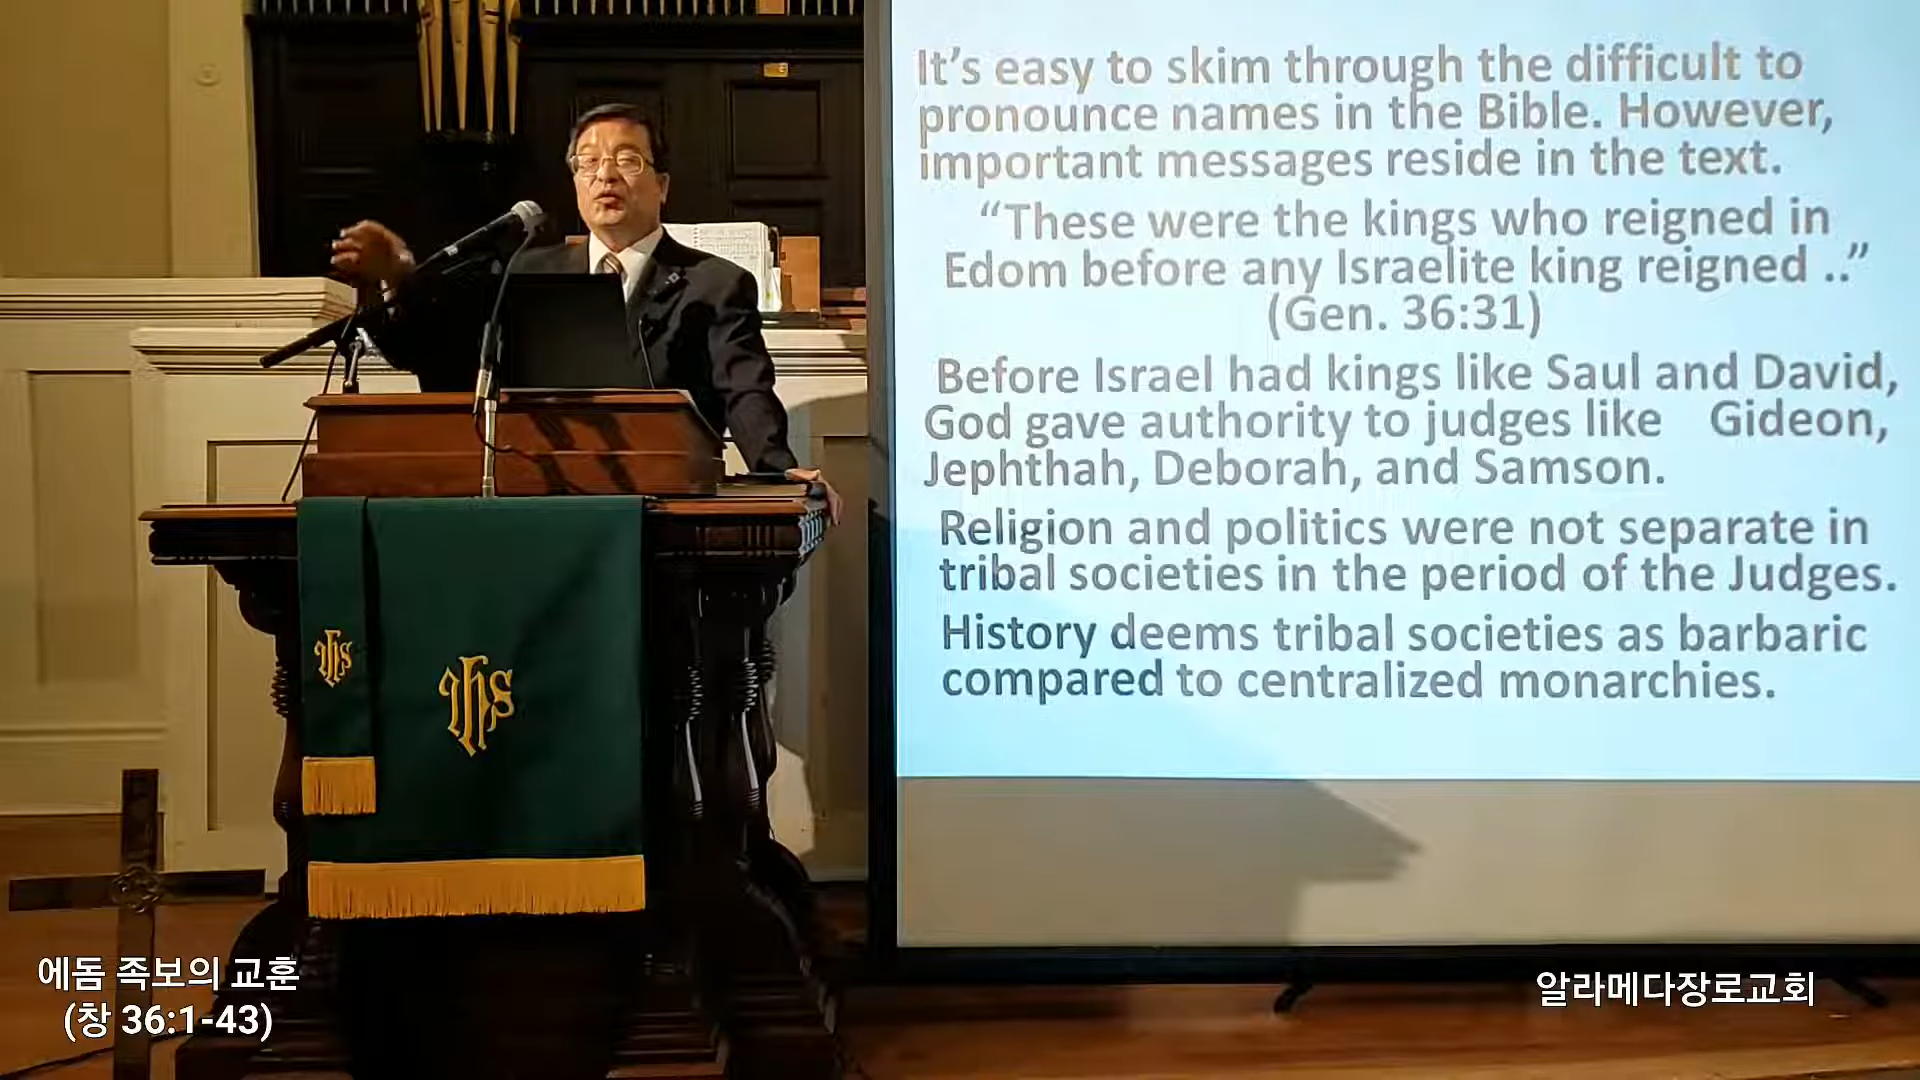 It's easy to skim through the difficult to
pronounce names in the Bible. However,
important messages reside in the text.
“These were the kings who reigned in
Edom before any Israelite king reigned ..”
(Gen. 36:31)
Before Israel had kings like Saul and David,
God gave authority to judges like Gideon,
Jephthah, Deborah, and Samson.
Religion and politics were not separate in
tribal societies in the period of the Judges.
History deems tribal societies as barbaric
compared to centralized monarchies.
ihs
ihs
에돔 족보의 교훈
(창 36:1-43)
알라메다장로교회